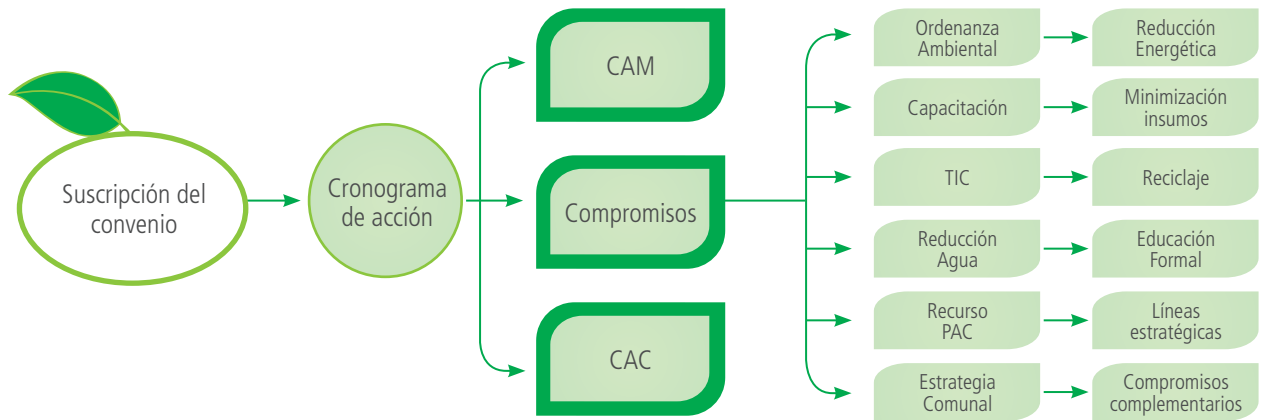 Suscripción del
convenio
Cronograma
de acción
CAM
Compromisos
CAC
Ordenanza
Ambiental
Reducción
Energética
Capacitación
Minimización
insumos
TIC
Reciclaje
Reducción
Agua
Educación
Formal
Recurso
PAC
Líneas
estratégicas
Estrategia
Comunal
Compromisos
complementarios